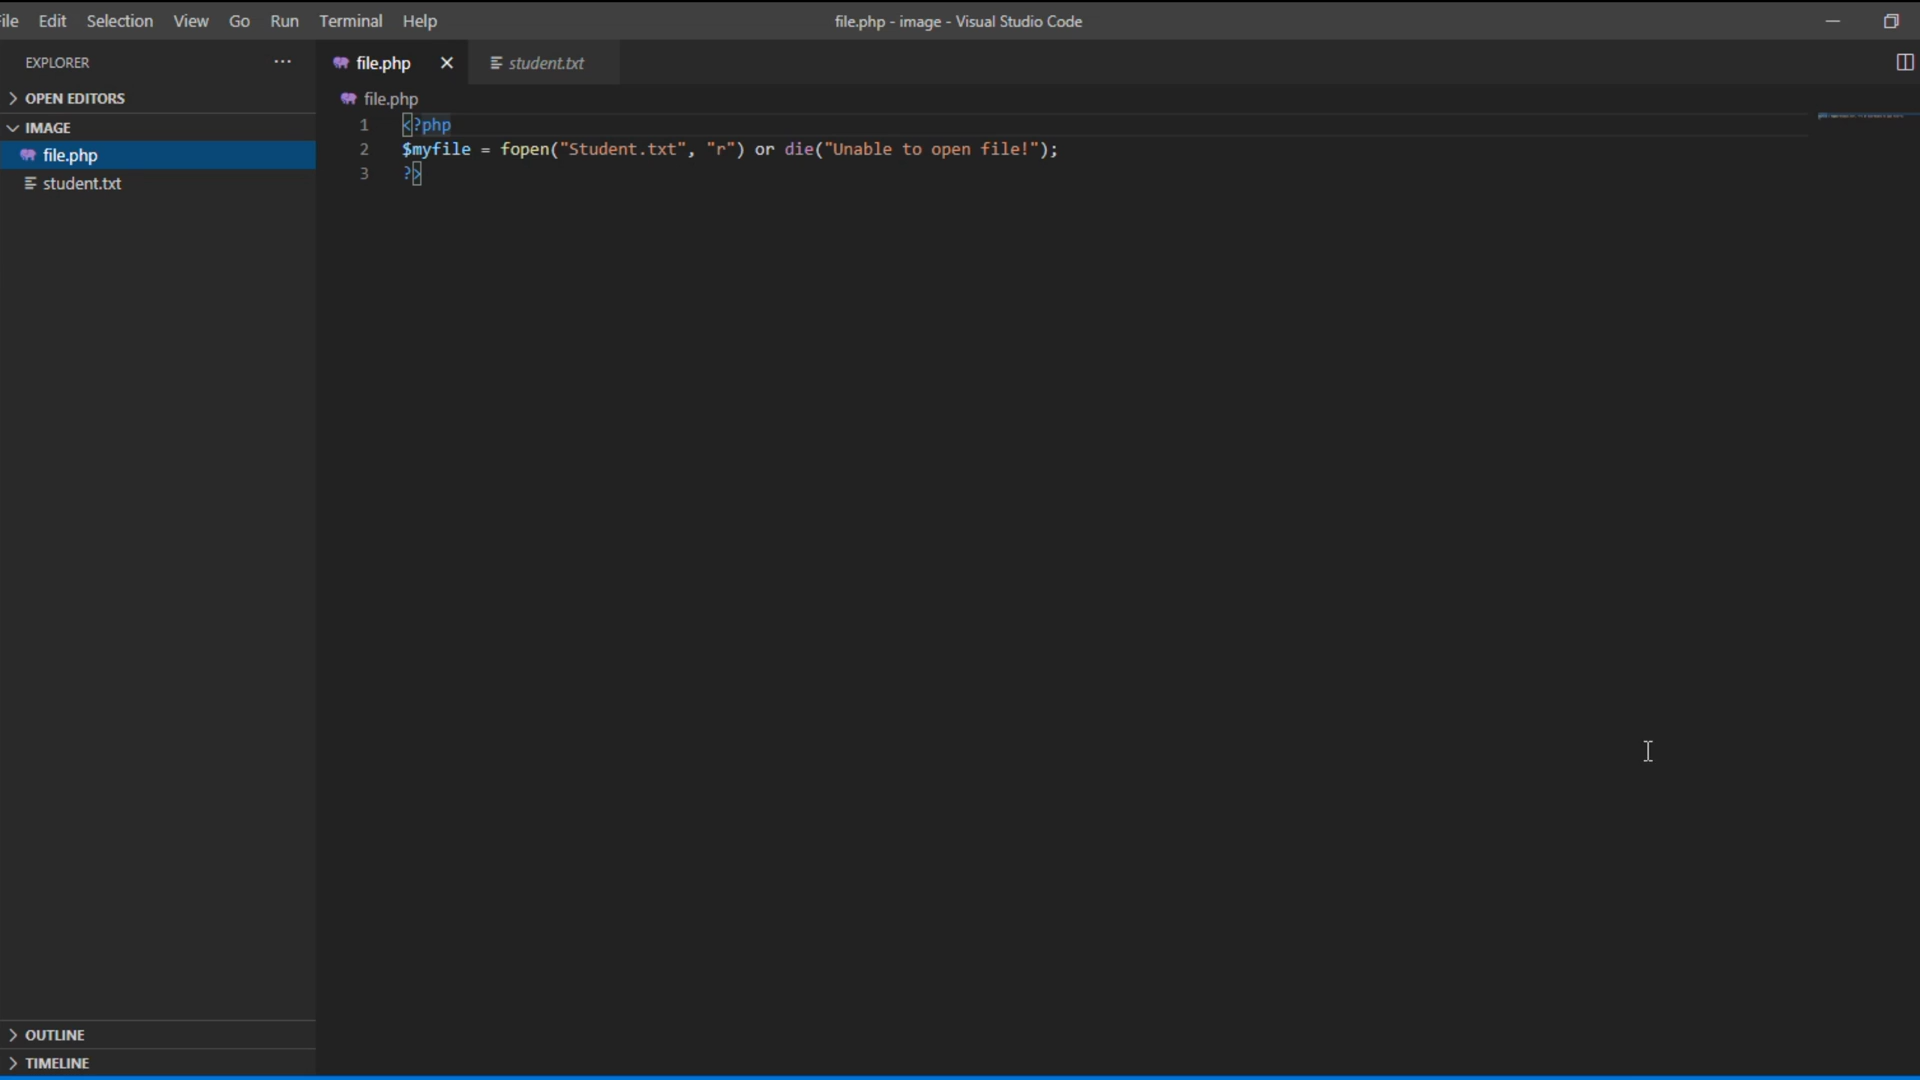 ile Edit Selection View Go Run Terminal Help file.php - image - Visual Studio Code
EXPLORER
OPEN EDITORS
IMAGE
file.php
student.txt
OUTLINE
TIMELINE
file.php student.txt
file.php
1 <?php
2 $myfile = fopen("Student.txt", "r") or die("Unable to open file!");
3 ?>